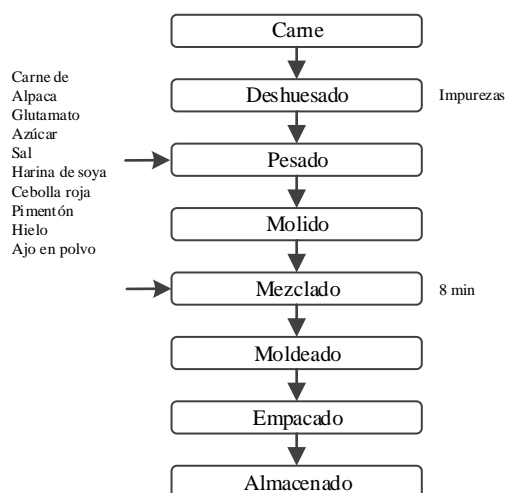 Carne
Carne de
Alpaca
Glutamato
Azúcar
Sal
Harina de soya
Cebolla roja
Pimentón
Hielo
Ajo en polvo
Deshuesado
Impurezas
Pesado
Molido
Mezclado
8 min
Moldeado
Empacado
Almacenado